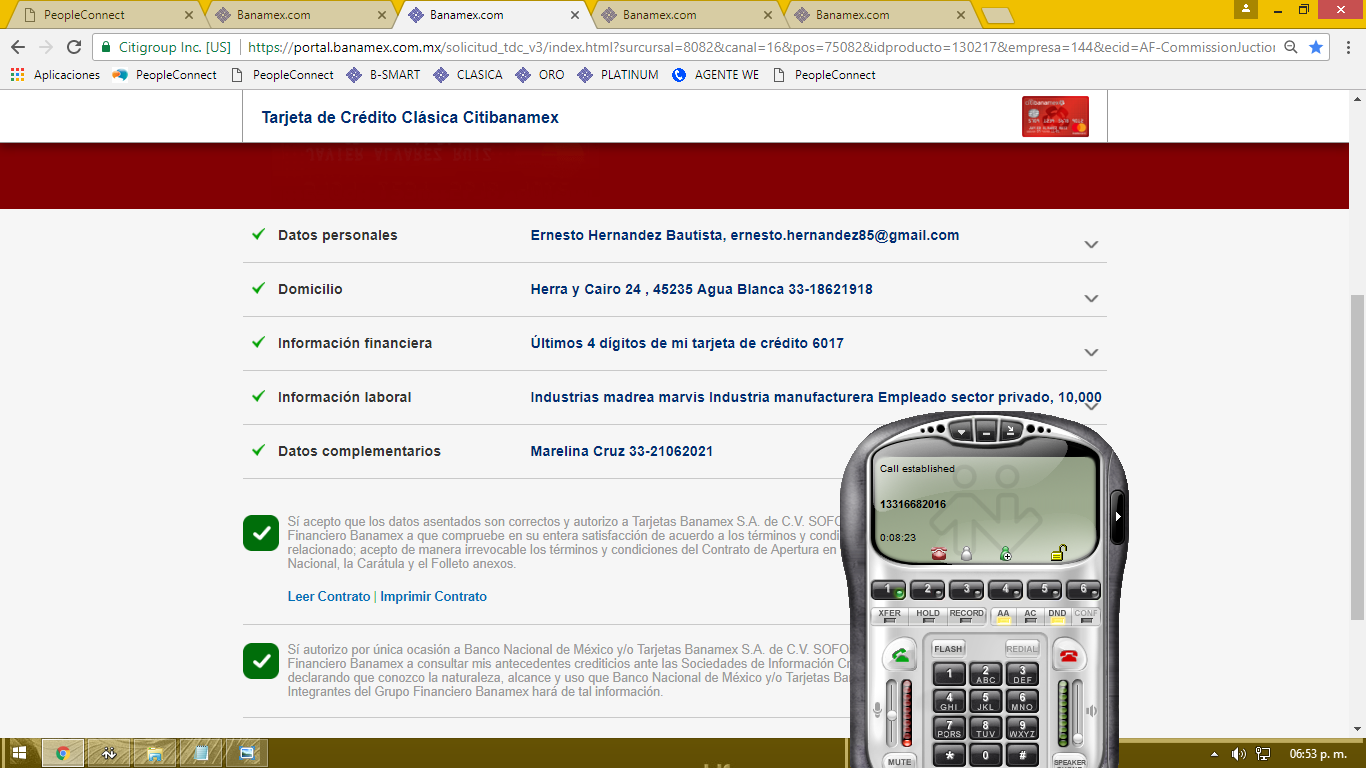 PeopleConnect
Banamex.com
Banamex.com
Banamex.com
Banamex.com
Citigroup Inc. [US]
https://portal.banamex.com.mx/solicitud_tdc_v3/index.html?surcursal=8082&canal=16&pcs=75082&idproducto=130217&empresa=144&ecid=AF-CommissionJuctior
Aplicaciones PeopleConnect PeopleConnect B-SMART CLASICA ORO PLATINUM AGENTE WE PeopleConnect
Tarjeta de Crédito Clásica Citibanamex
Datos personales Ernesto Hernandez Bautista, ernesto.hernandez85@gmail.com
Domicilio Herra y Cairo 24 , 45235 Agua Blanca 33-18621918
Información financiera Últimos 4 dígitos de mi tarjeta de crédito 6017
Información laboral Industrias madrea marvis Industria manufacturera Empleado sector privado, 10,000
Datos complementarios Marelina Cruz 33-21062021
Sí acepto que los datos asentados son correctos y autorizo a Tarjetas Banamex S.A. de C.V. SOFO
Financiero Banamex a que compruebe en su entera satisfacción de acuerdo a los términos y condi
relacionado; acepto de manera irrevocable los términos y condiciones del Contrato de Apertura en
Nacional, la Carátula y el Folleto anexos.
Leer Contrato | Imprimir Contrato
Sí autorizo por única ocasión a Banco Nacional de México y/o Tarjetas Banamex S.A. de C.V. SOFO
Financiero Banamex a consultar mis antecedentes crediticios ante las Sociedades de Información Cr
declarando que conozco la naturaleza, alcance y uso que Banco Nacional de México y/o Tarjetas Ban
Integrantes del Grupo Financiero Banamex hará de tal información.
Call established
13316682016
0:08:23
1 2 3 4 5 6
XFER HOLD RECORD AA AC DND CONF
FLASH REDIAL
1 2 ABC 3 DEF
4 GHI 5 JKL 6 MNO
7 PQRS 8 TUV 9 WXYZ
* 0 #
MUTE SPEAKER
06:53 p. m.